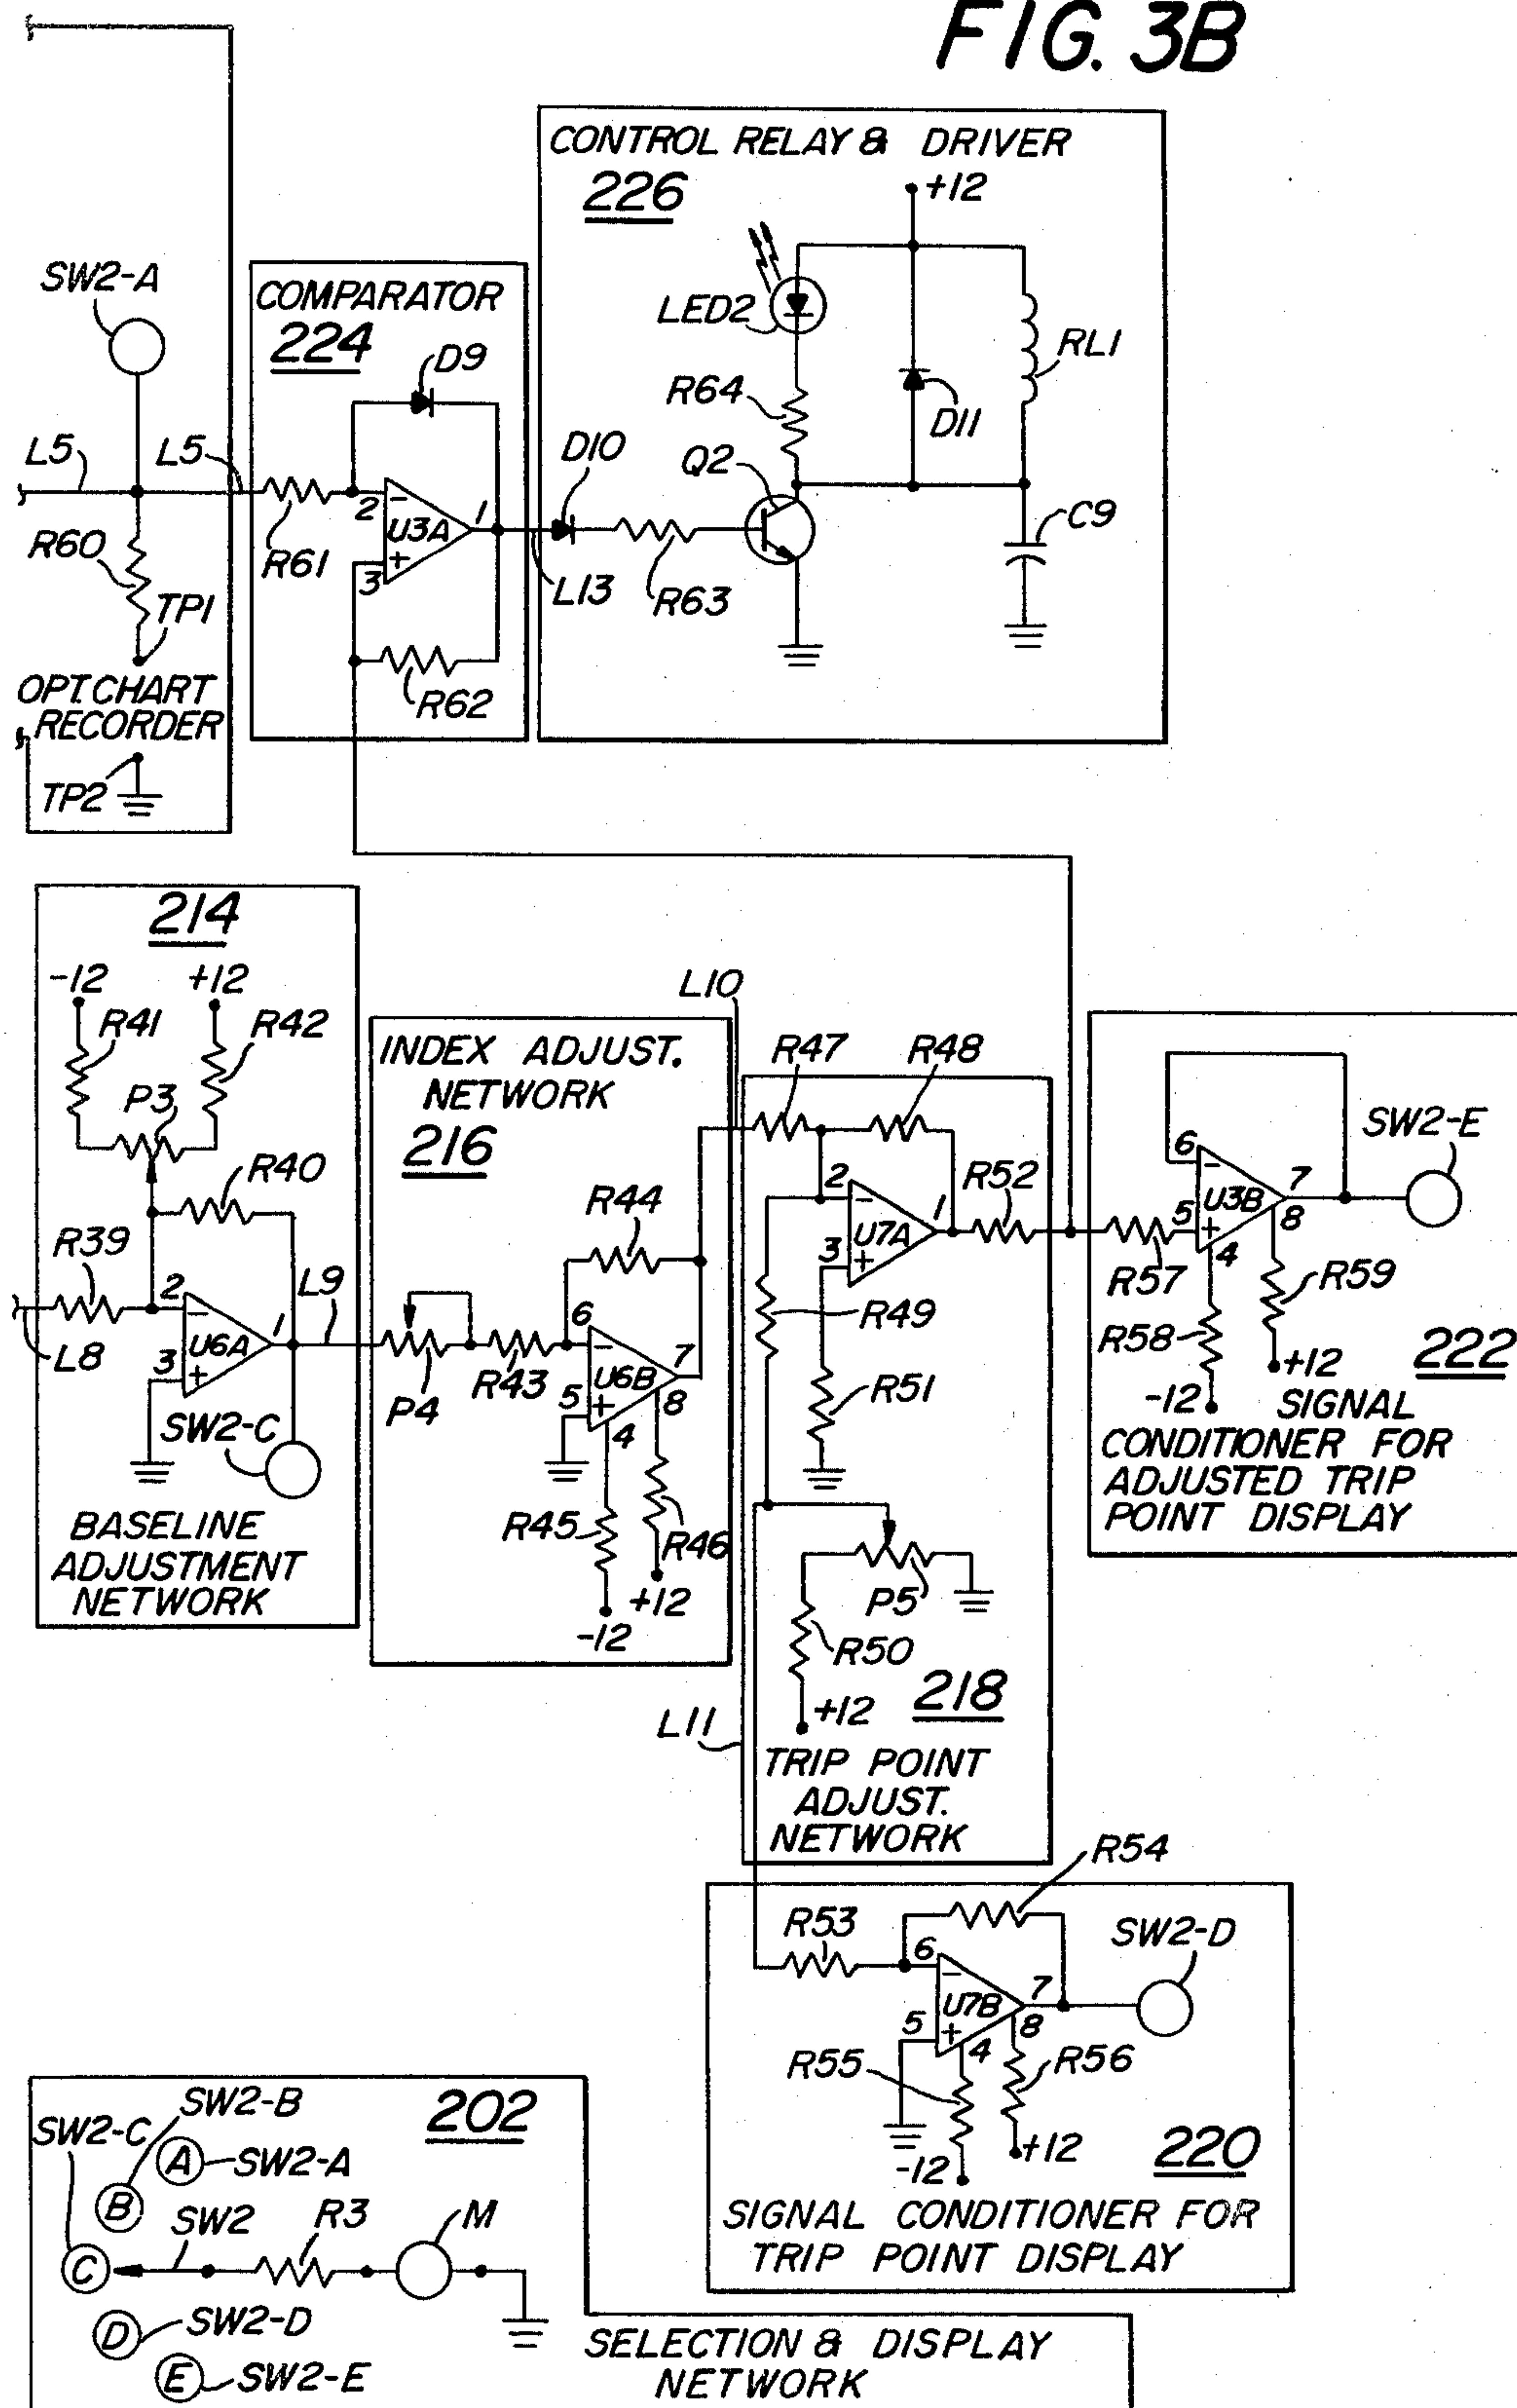 FIG. 3B
CONTROL RELAY & DRIVER
226
+12
LED2
R64
D11
RL1
Q2
C9
D10
L13
R63
SW2-A
L5
L5
R60
TP1
OPT. CHART
RECORDER
TP2
COMPARATOR
224
D9
R61
2
-
U3A
1
3
+
R62
214
-12
+12
R41
R42
P3
R40
R39
L8
2
-
U6A
1
3
+
L9
SW2-C
BASELINE
ADJUSTMENT
NETWORK
INDEX ADJUST.
NETWORK
216
R44
P4
R43
6
-
U6B
7
5
+
8
4
R45
R46
+12
-12
L10
R47
R48
2
-
U7A
1
3
+
R52
R49
R51
P5
R50
+12
218
L11
TRIP POINT
ADJUST.
NETWORK
6
-
U3B
7
5
+
8
4
SW2-E
R57
R58
R59
+12
-12
222
SIGNAL
CONDITIONER FOR
ADJUSTED TRIP
POINT DISPLAY
R54
R53
6
-
U7B
7
5
+
8
4
SW2-D
R55
R56
+12
-12
220
SIGNAL CONDITIONER FOR
TRIP POINT DISPLAY
202
SW2-B
SW2-C
A
SW2-A
B
SW2
R3
M
C
D
SW2-D
E
SW2-E
SELECTION & DISPLAY
NETWORK